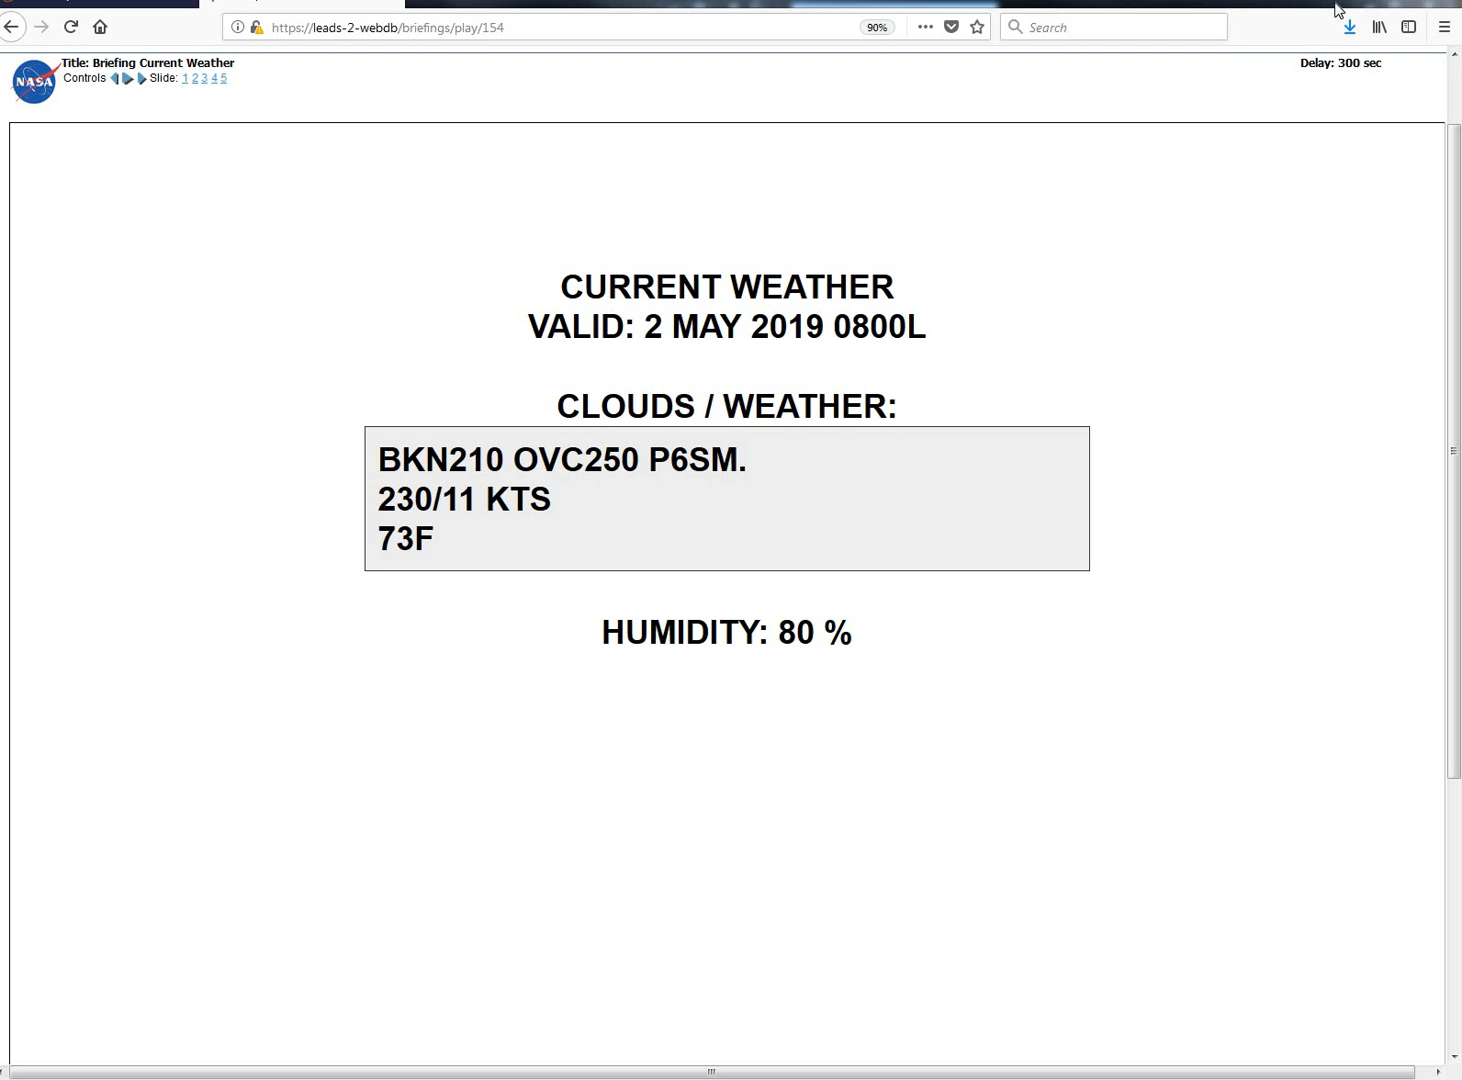 https://leads-2-webdb/briefings/play/154
90%
Search
NASA
Title: Briefing Current Weather
Delay: 300 sec
Controls Slide: 1 2 3 4 5
CURRENT WEATHER
VALID: 2 MAY 2019 0800L
CLOUDS / WEATHER:
BKN210 OVC250 P6SM.
230/11 KTS
73F
HUMIDITY: 80 %